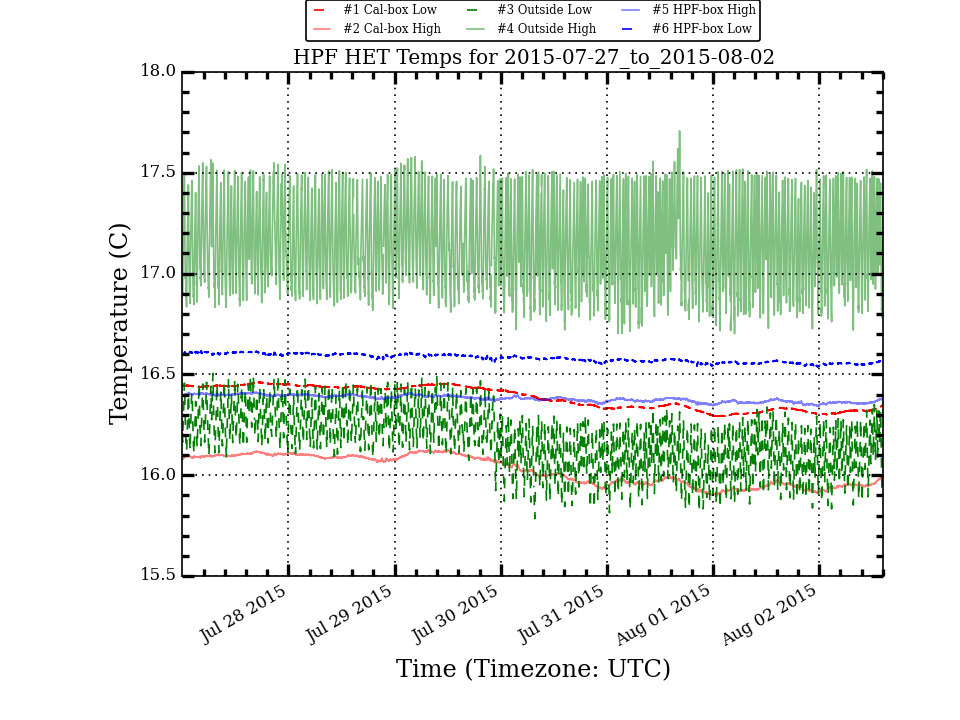 #1 Cal-box Low #3 Outside Low #5 HPF-box High
#2 Cal-box High #4 Outside High #6 HPF-box Low
HPF HET Temps for 2015-07-27_to_2015-08-02
18.0
17.5
17.0
16.5
16.0
15.5
Temperature (C)
Jul 28 2015 Jul 29 2015 Jul 30 2015 Jul 31 2015 Aug 01 2015 Aug 02 2015
Time (Timezone: UTC)